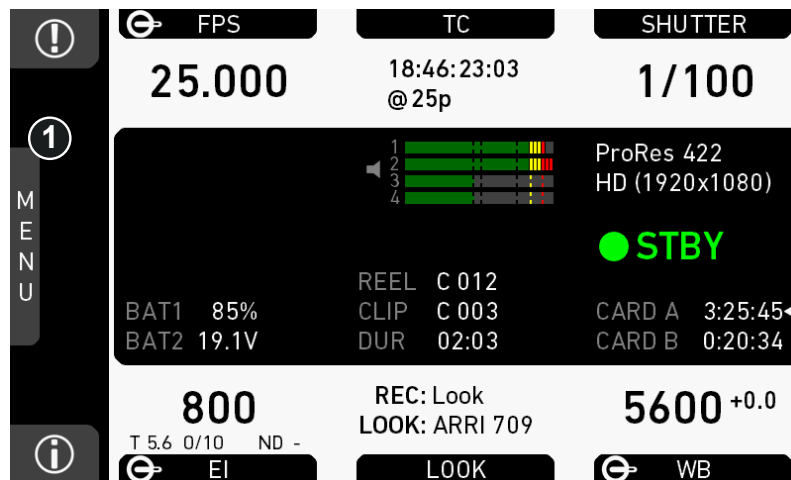 FPS TC SHUTTER
25.000 18:46:23:03 1/100
@25p
1
MENU
1
2
3
4
ProRes 422
HD (1920x1080)
STBY
REEL C 012
BAT1 85% CLIP C 003 CARD A 3:25:45
BAT2 19.1V DUR 02:03 CARD B 0:20:34
800 REC: Look 5600 +0.0
LOOK: ARRI 709
T 5.6 0/10 ND -
EI LOOK WB